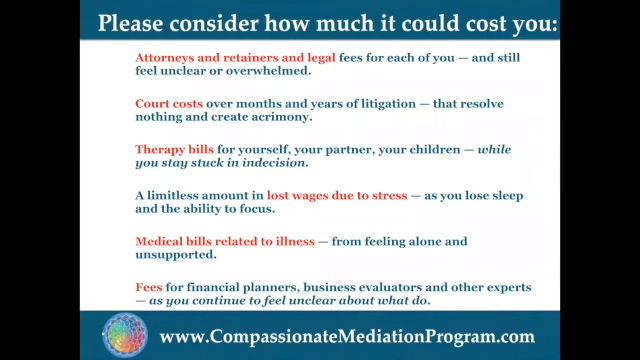 Please consider how much it could cost you:
Attorneys and retainers and legal fees for each of you — and still
feel unclear or overwhelmed.
Court costs over months and years of litigation — that resolve
nothing and create acrimony.
Therapy bills for yourself, your partner, your children — while
you stay stuck in indecision.
A limitless amount in lost wages due to stress — as you lose sleep
and the ability to focus.
Medical bills related to illness — from feeling alone and
unsupported.
Fees for financial planners, business evaluators and other experts
— as you continue to feel unclear about what do.
www.CompassionateMediationProgram.com